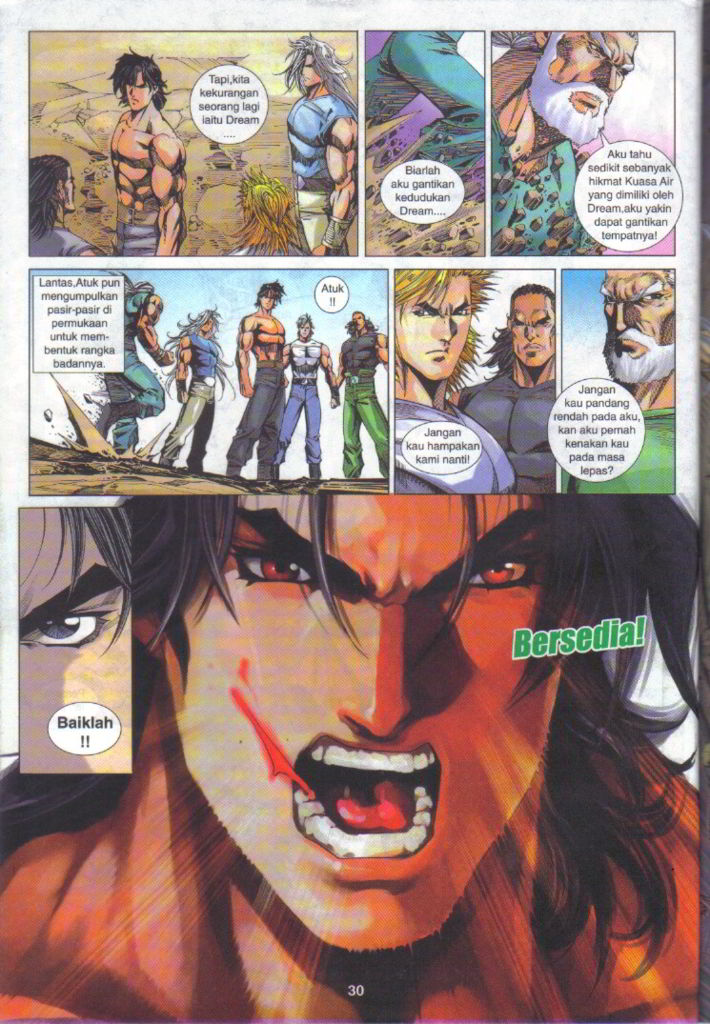 Tapi,kita
kekurangan
seorang lagi
iaitu Dream
....
Biarlah
aku gantikan
kedudukan
Dream....
Aku tahu
sedikit sebanyak
hikmat Kuasa Air
yang dimiliki oleh
Dream.aku yakin
dapat gantikan
tempatnya!
Lantas,Atuk pun
mengumpulkan
pasir-pasir di
permukaan
untuk mem-
bentuk rangka
badannya.
Atuk
!!
Jangan
kau hampakan
kami nanti!
Jangan
kau pandang
rendah pada aku,
kan aku pernah
kenakan kau
pada masa
lepas?
Baiklah
!!
Bersedia!
30